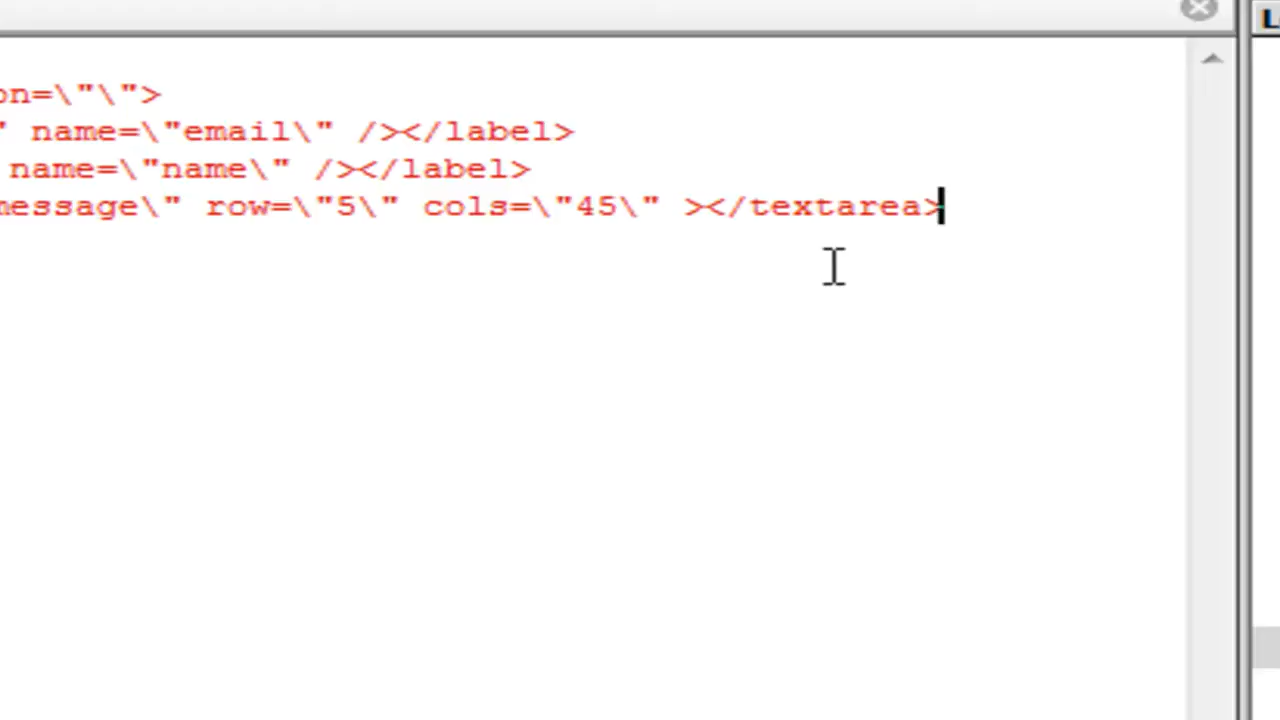 on=\"\">
" name=\"email\" /></label>
name=\"name\" /></label>
message\" row=\"5\" cols=\"45\" ></textarea>